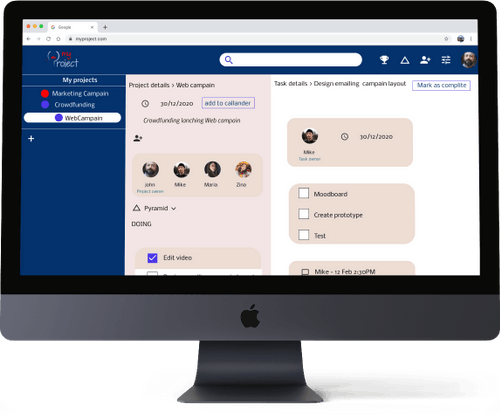 Google
myproject.com
my
Project
My projects
Marketing Campain
Crowdfunding
WebCampain
Project details > Web campain
30/12/2020
add to callander
Crowdfunding lanching Web campain
John
Project owner
Mike
Maria
Zino
Pyramid
DOING
Edit video
Task details > Design emailing campaign layout
Mark as complite
Mike
Task owner
30/12/2020
Moodboard
Create prototype
Test
Mike - 12 Feb 2:30PM